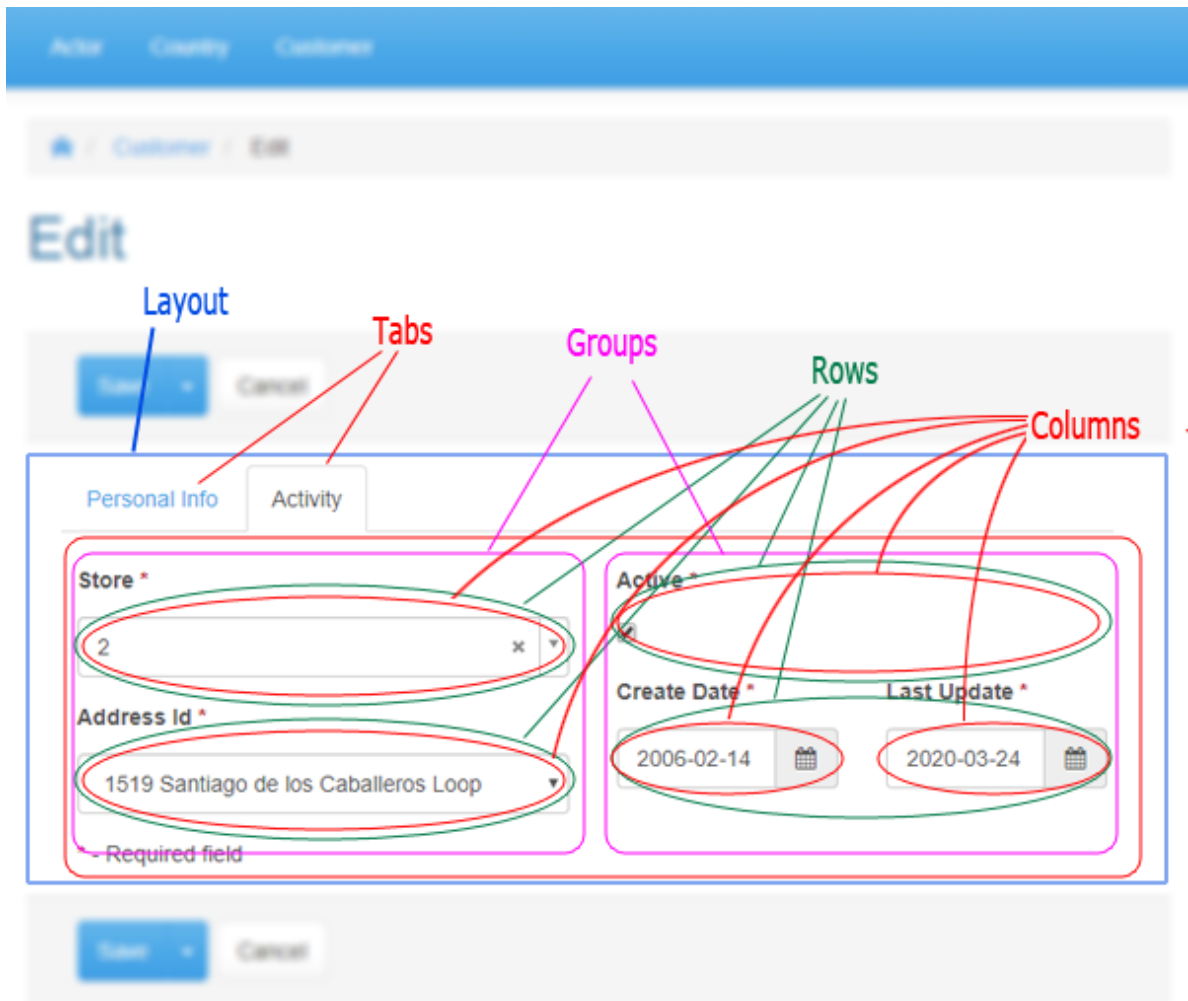 Actor Country Customer
/ Customer / Edit
Edit
Layout
Tabs
Groups
Rows
Columns
Save Cancel
Personal Info Activity
Store * Active *
2
Create Date * Last Update *
Address Id *
2006-02-14 2020-03-24
1519 Santiago de los Caballeros Loop
* - Required field
Save Cancel